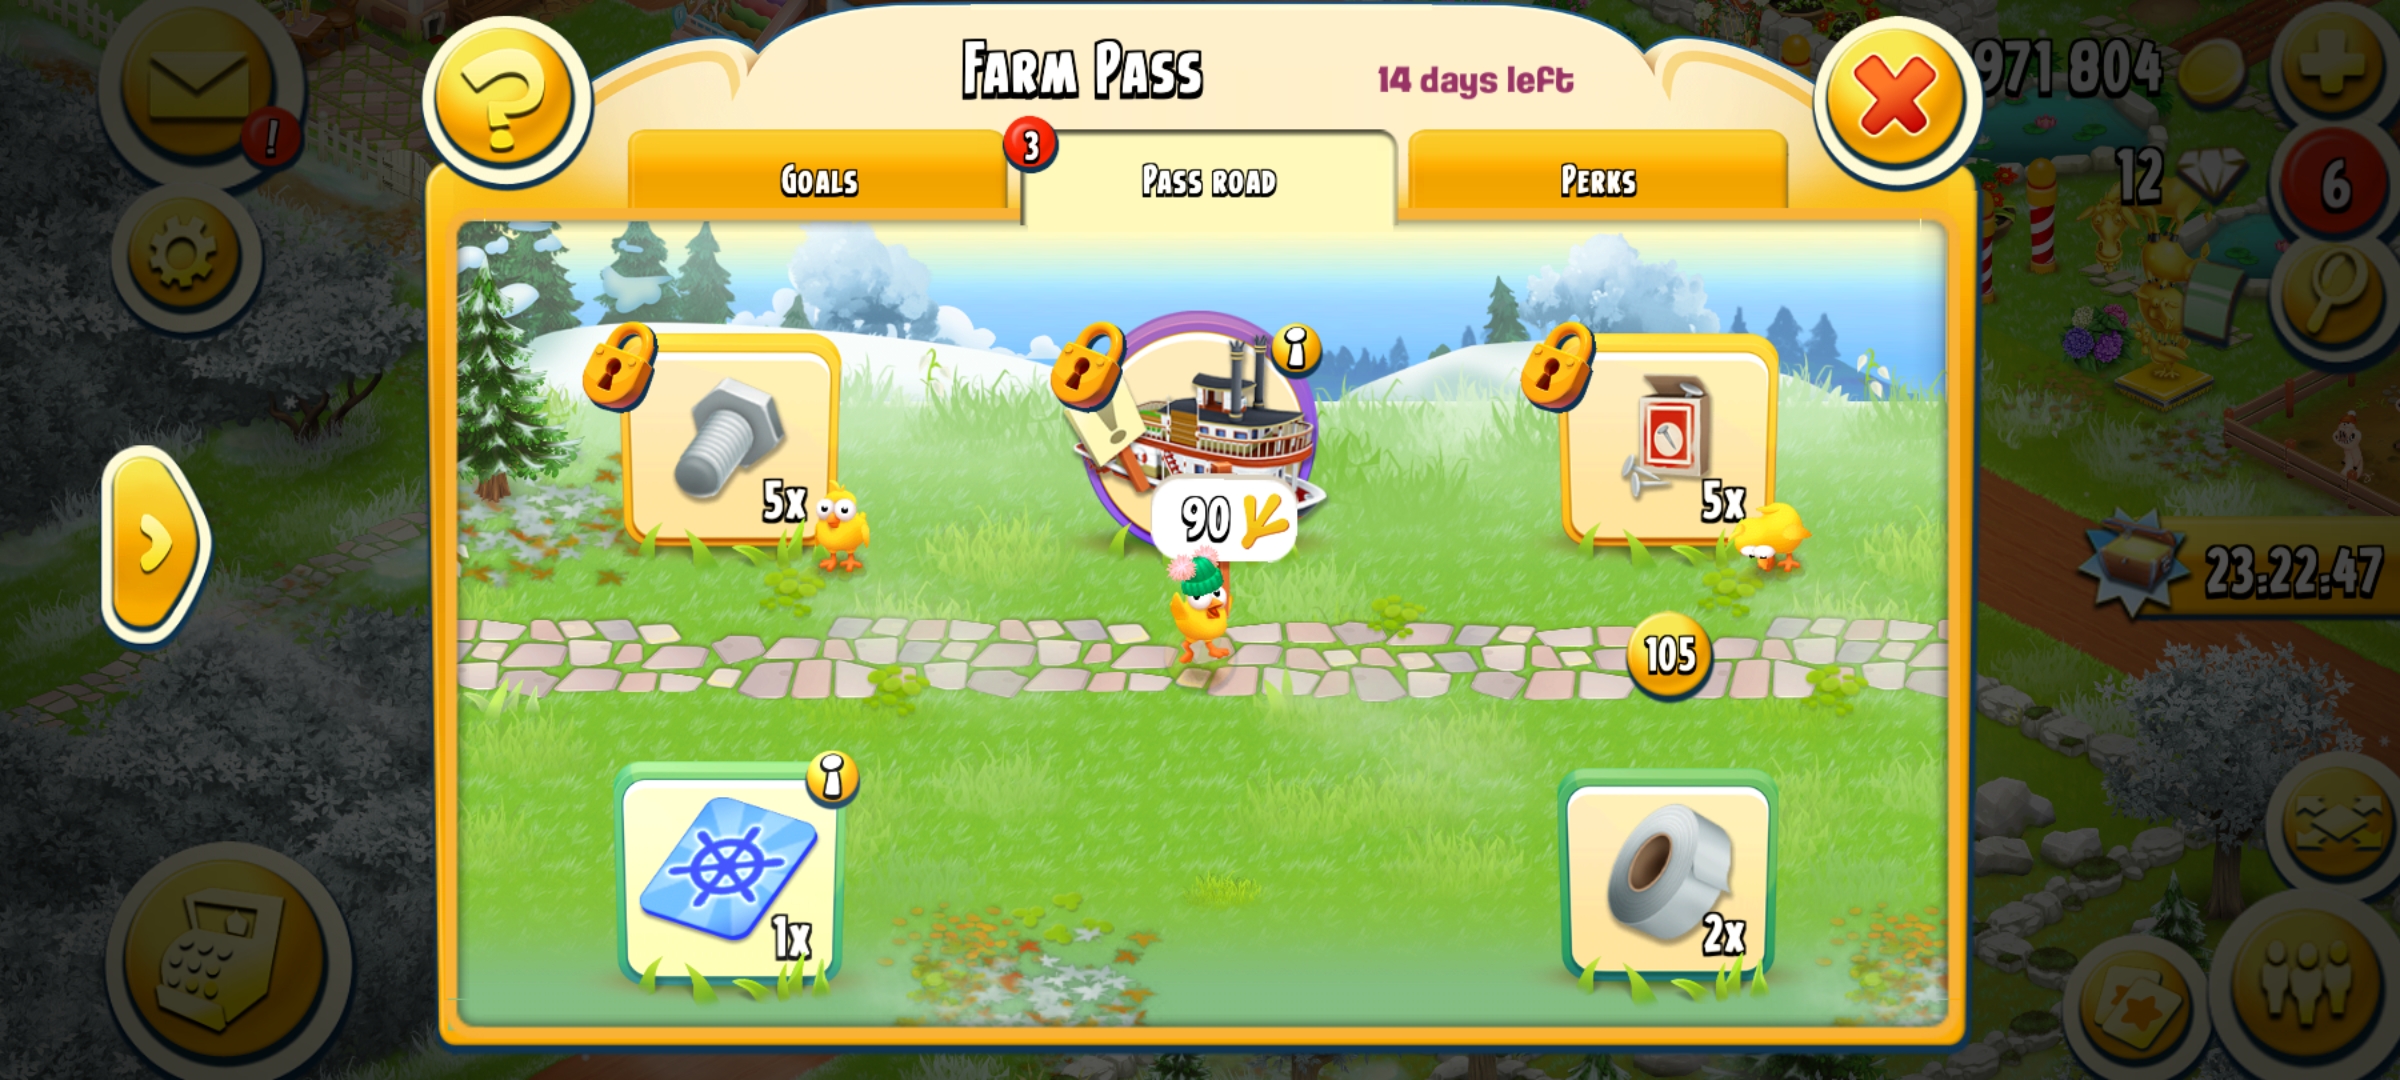 FARM PASS
14 days left
971 804
!
3
GOALS
PASS ROAD
PERKS
12
6
5x
90
5x
23:22:47
105
1x
2x